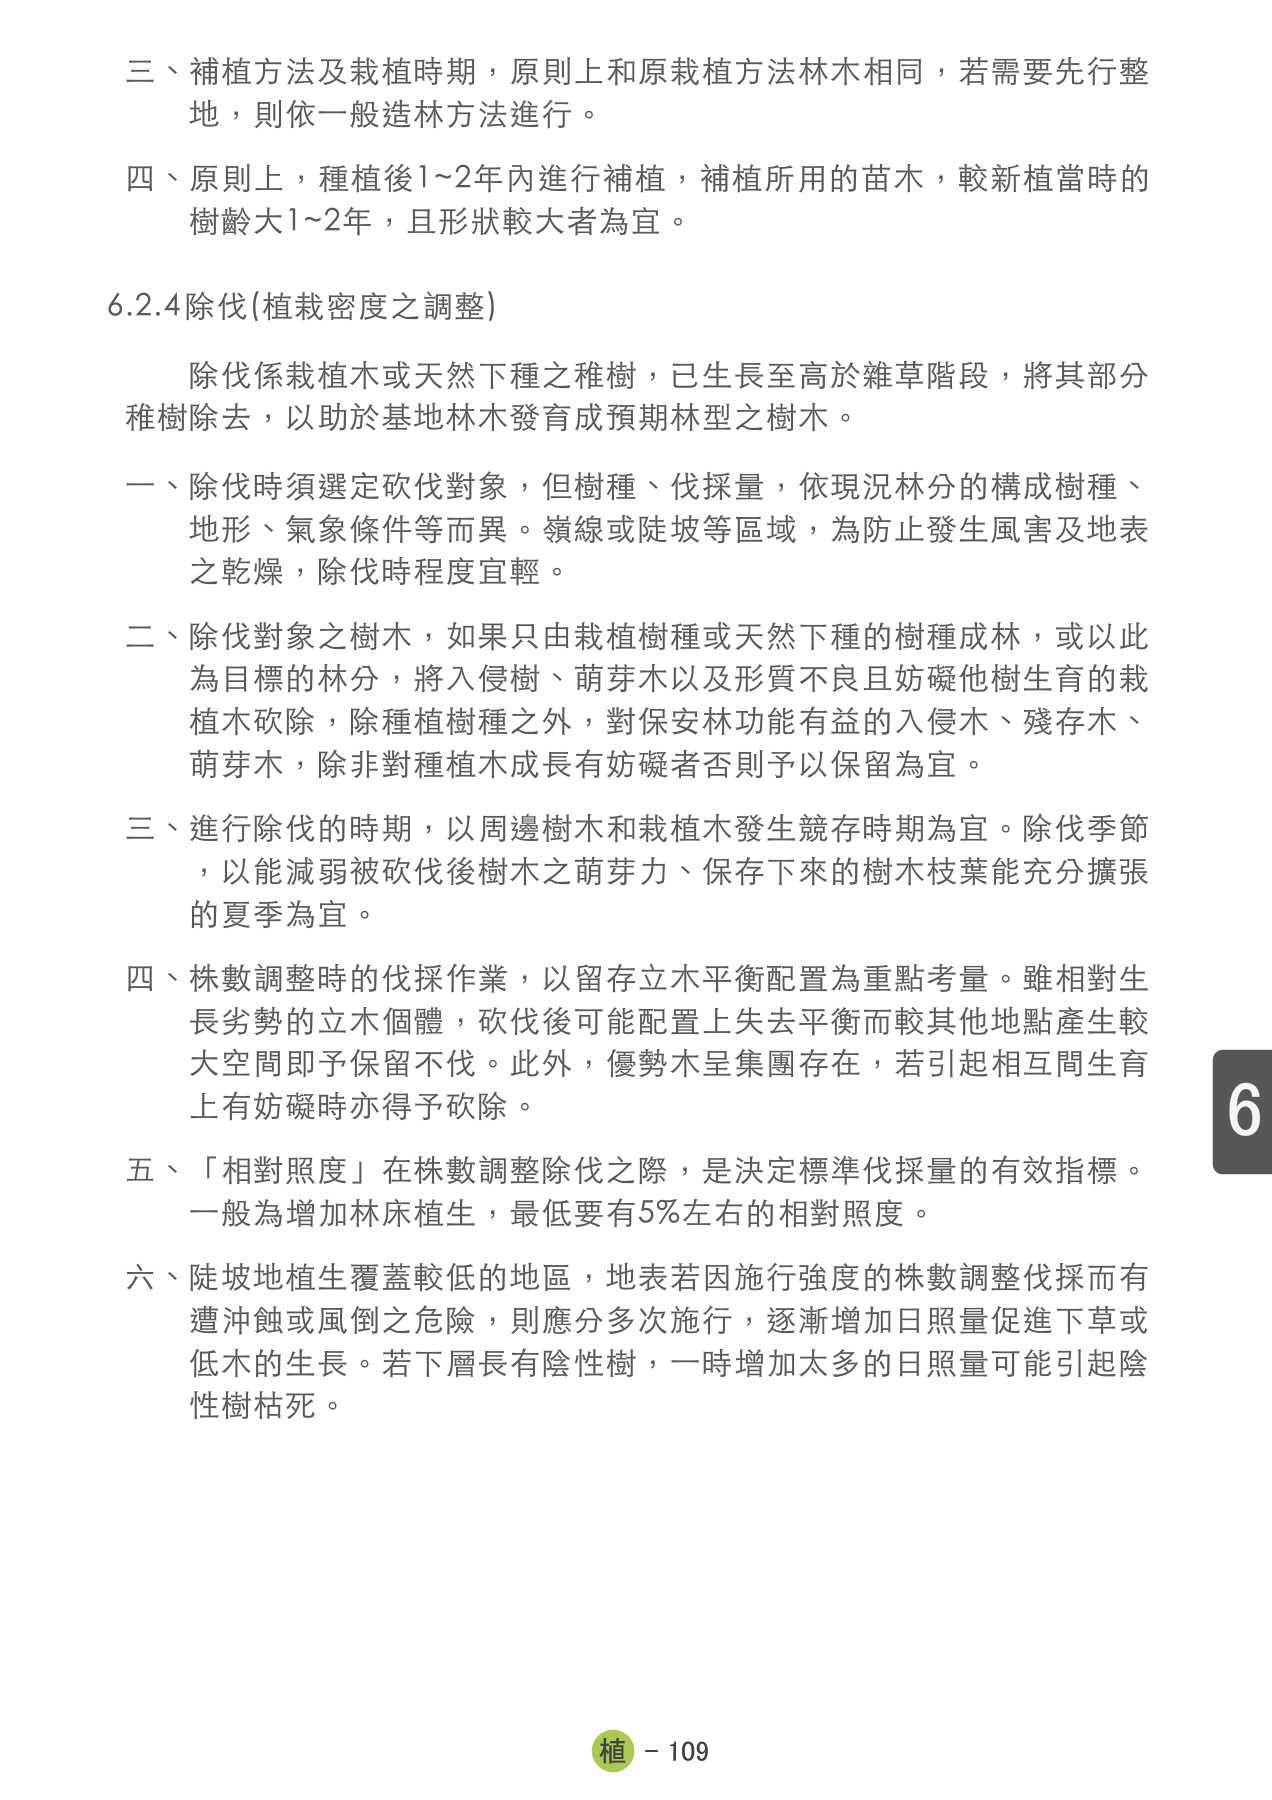 三、補植方法及栽植時期，原則上和原栽植方法林木相同，若需要先行整
地，則依一般造林方法進行。
四、原則上，種植後1~2年內進行補植，補植所用的苗木，較新植當時的
樹齡大1~2年，且形狀較大者為宜。
6.2.4除伐(植栽密度之調整)
除伐係栽植木或天然下種之稚樹，已生長至高於雜草階段，將其部分
稚樹除去，以助於基地林木發育成預期林型之樹木。
一、除伐時須選定砍伐對象，但樹種、伐採量，依現況林分的構成樹種、
地形、氣象條件等而異。嶺線或陡坡等區域，為防止發生風害及地表
之乾燥，除伐時程度宜輕。
二、除伐對象之樹木，如果只由栽植樹種或天然下種的樹種成林，或以此
為目標的林分，將入侵樹、萌芽木以及形質不良且妨礙他樹生育的栽
植木砍除，除種植樹種之外，對保安林功能有益的入侵木、殘存木、
萌芽木，除非對種植木成長有妨礙者否則予以保留為宜。
三、進行除伐的時期，以周邊樹木和栽植木發生競存時期為宜。除伐季節
，以能減弱被砍伐後樹木之萌芽力、保存下來的樹木枝葉能充分擴張
的夏季為宜。
四、株數調整時的伐採作業，以留存立木平衡配置為重點考量。雖相對生
長劣勢的立木個體，砍伐後可能配置上失去平衡而較其他地點產生較
大空間即予保留不伐。此外，優勢木呈集團存在，若引起相互間生育
上有妨礙時亦得予砍除。
五、「相對照度」在株數調整除伐之際，是決定標準伐採量的有效指標。
一般為增加林床植生，最低要有5%左右的相對照度。
六、陡坡地植生覆蓋較低的地區，地表若因施行強度的株數調整伐採而有
遭沖蝕或風倒之危險，則應分多次施行，逐漸增加日照量促進下草或
低木的生長。若下層長有陰性樹，一時增加太多的日照量可能引起陰
性樹枯死。
6
植 － 109